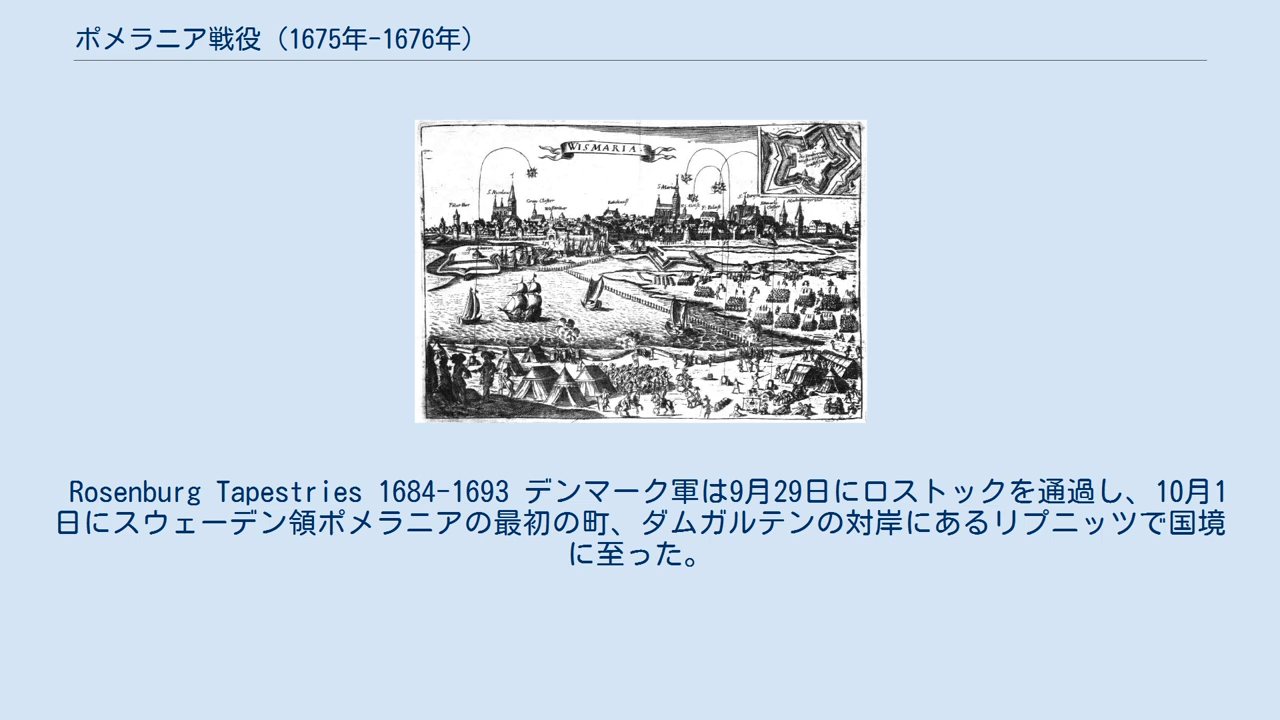 ポメラニア戦役（1675年-1676年）
WISMARIA
Rosenburg Tapestries 1684-1693 デンマーク軍は9月29日にロストックを通過し、10月1
日にスウェーデン領ポメラニアの最初の町、ダムガルテンの対岸にあるリプニッツで国境
に至った。